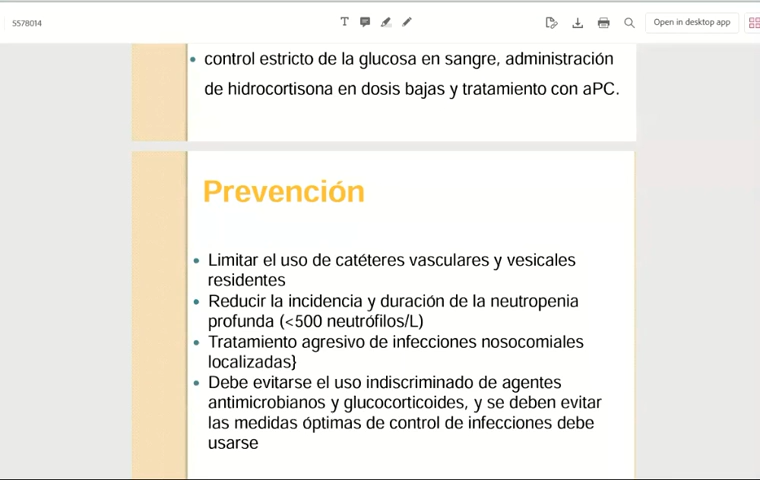 5578014
Open in desktop app
control estricto de la glucosa en sangre, administración
de hidrocortisona en dosis bajas y tratamiento con aPC.
Prevención
Limitar el uso de catéteres vasculares y vesicales
residentes
Reducir la incidencia y duración de la neutropenia
profunda (<500 neutrófilos/L)
Tratamiento agresivo de infecciones nosocomiales
localizadas}
Debe evitarse el uso indiscriminado de agentes
antimicrobianos y glucocorticoides, y se deben evitar
las medidas óptimas de control de infecciones debe
usarse